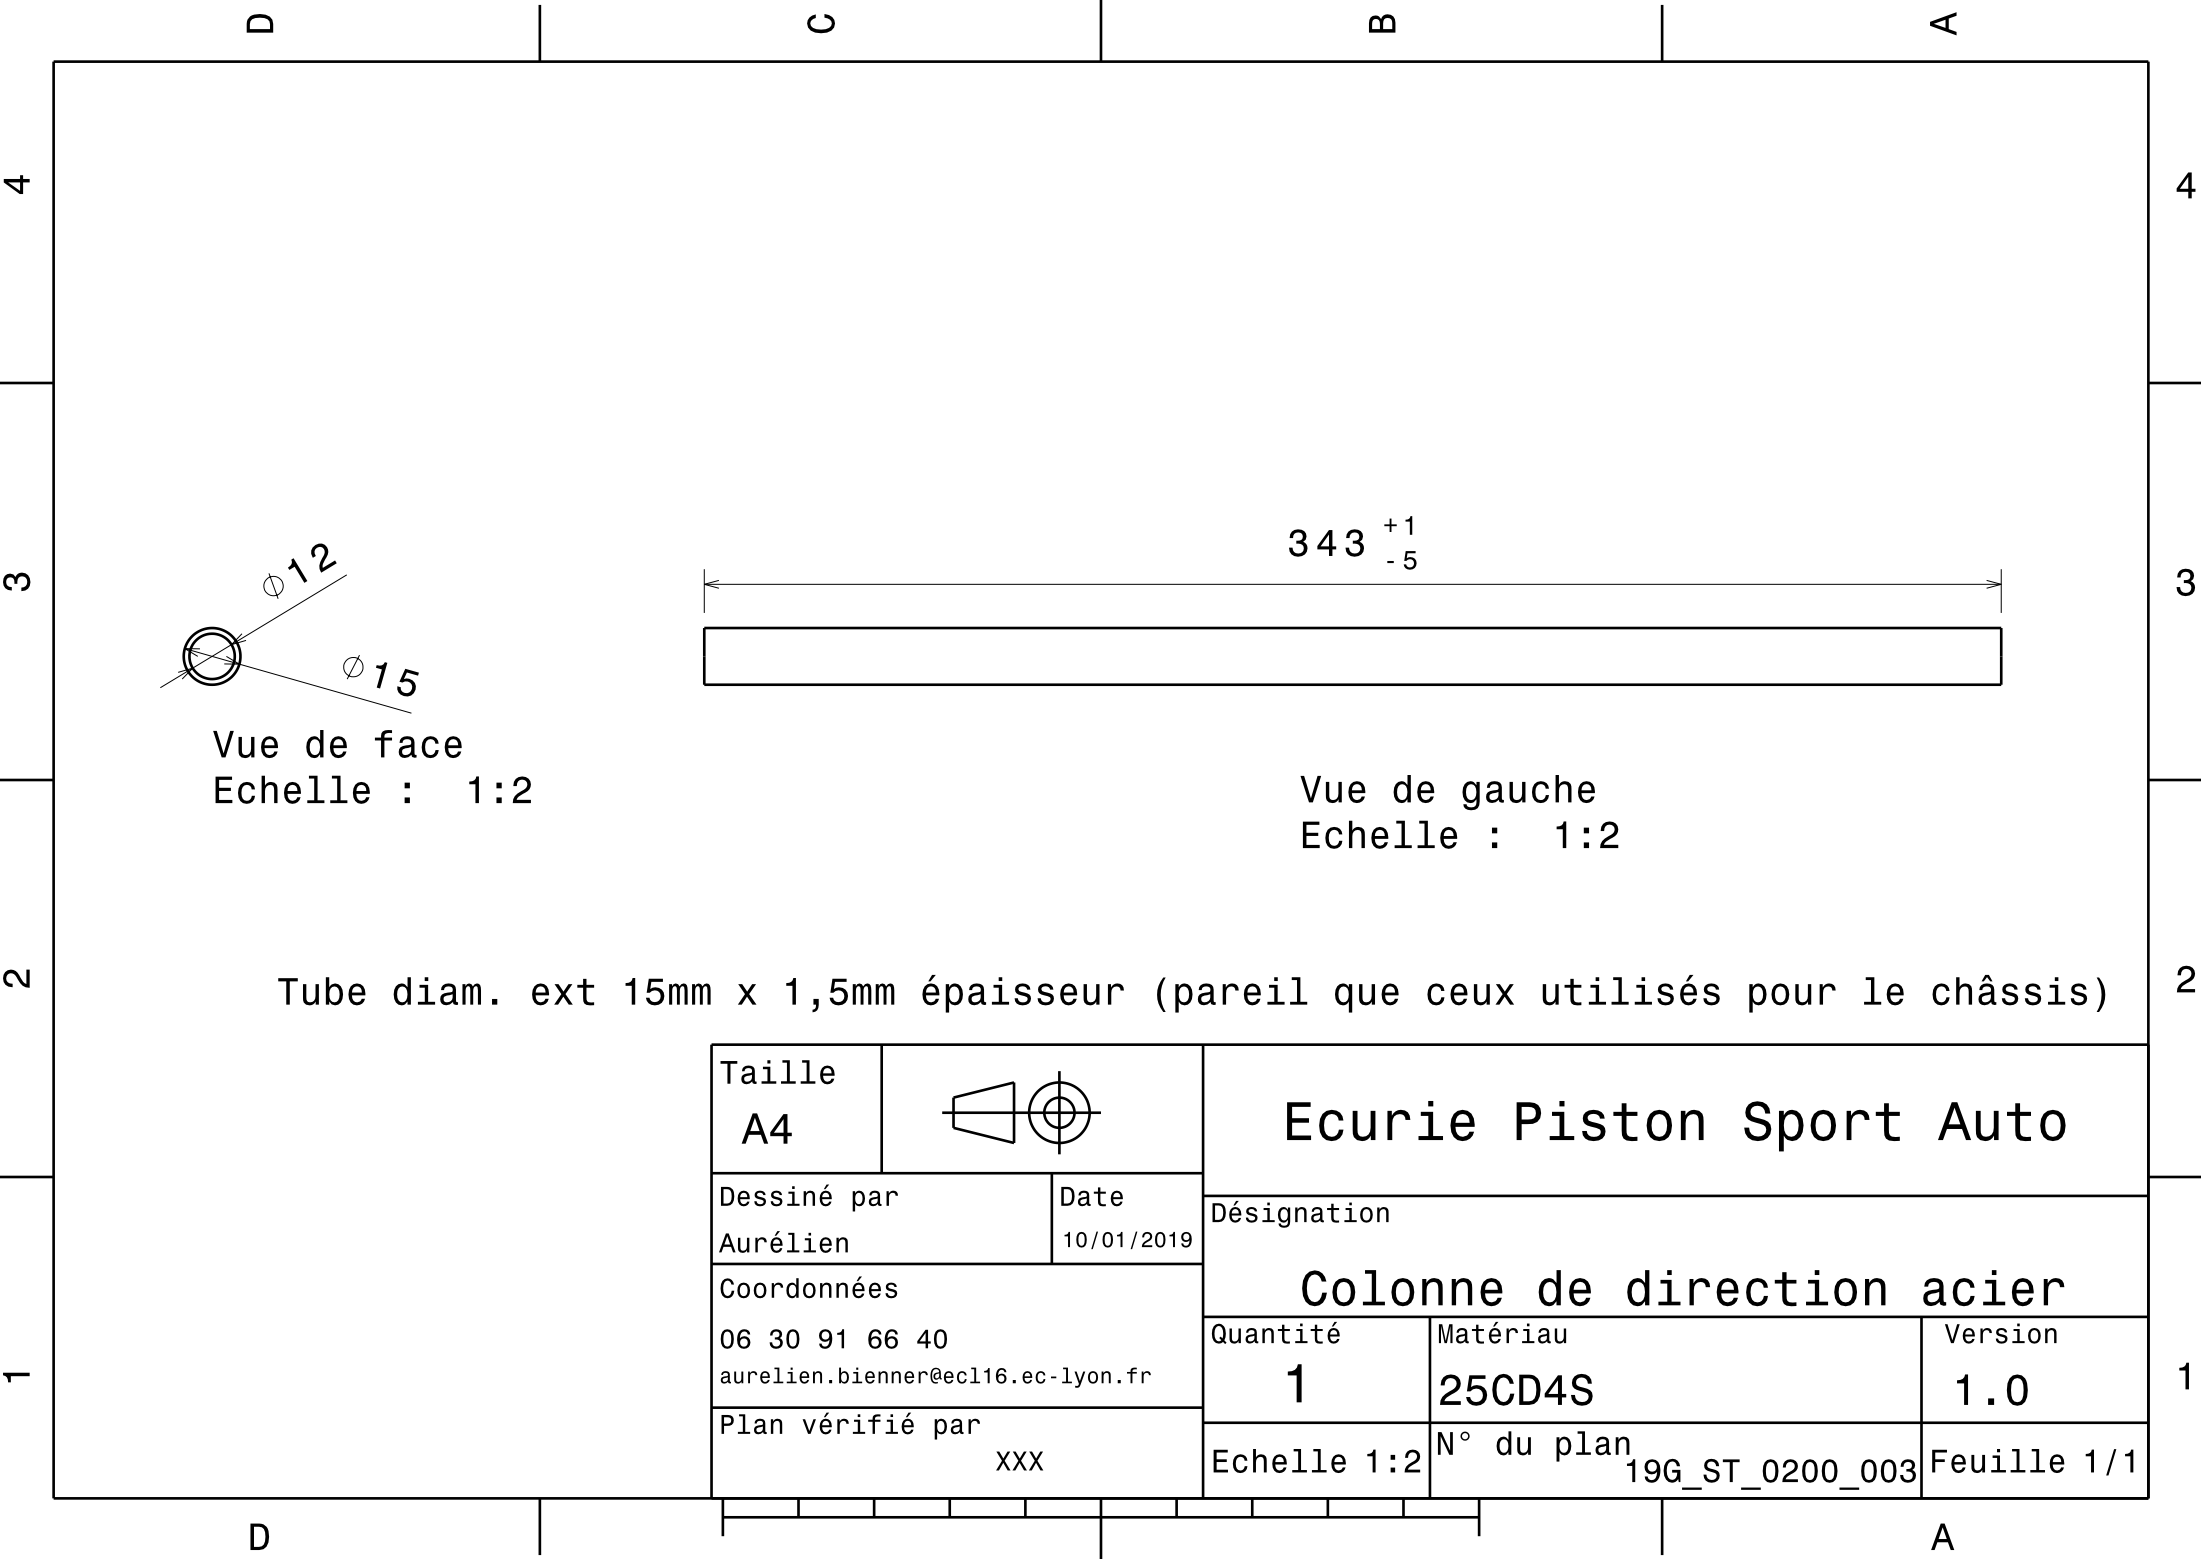 D C B A
4 4
343 +1
-5
3 3
⌀12
⌀15
Vue de face
Echelle : 1:2
Vue de gauche
Echelle : 1:2
2 2
Tube diam. ext 15mm x 1,5mm épaisseur (pareil que ceux utilisés pour le châssis)
Taille
A4
Ecurie Piston Sport Auto
Dessiné par
Aurélien
Date
10/01/2019
Désignation
Colonne de direction acier
Coordonnées
06 30 91 66 40
aurelien.bienner@ecl16.ec-lyon.fr
Quantité
1
Matériau
25CD4S
Version
1.0
Plan vérifié par
XXX
Echelle 1:2
N° du plan
19G_ST_0200_003
Feuille 1/1
1 1
D A